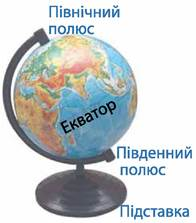 Північний
полюс
Екватор
Південний
полюс
Підставка